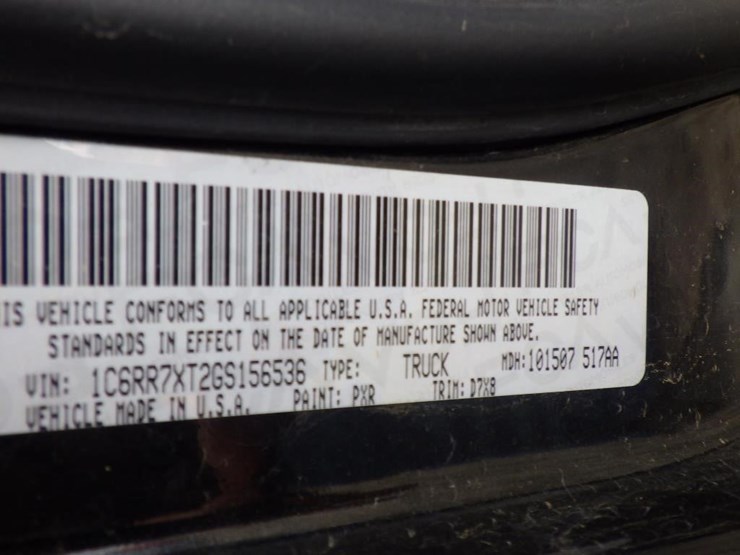 IS VEHICLE CONFORMS TO ALL APPLICABLE U.S.A. FEDERAL MOTOR VEHICLE SAFETY
STANDARDS IN EFFECT ON THE DATE OF MANUFACTURE SHOWN ABOVE.
VIN: 1C6RR7XT2GS156536 TYPE: TRUCK MDH:101507 517AA
VEHICLE MADE IN U.S.A. PAINT: PXR TRIM: D7X8